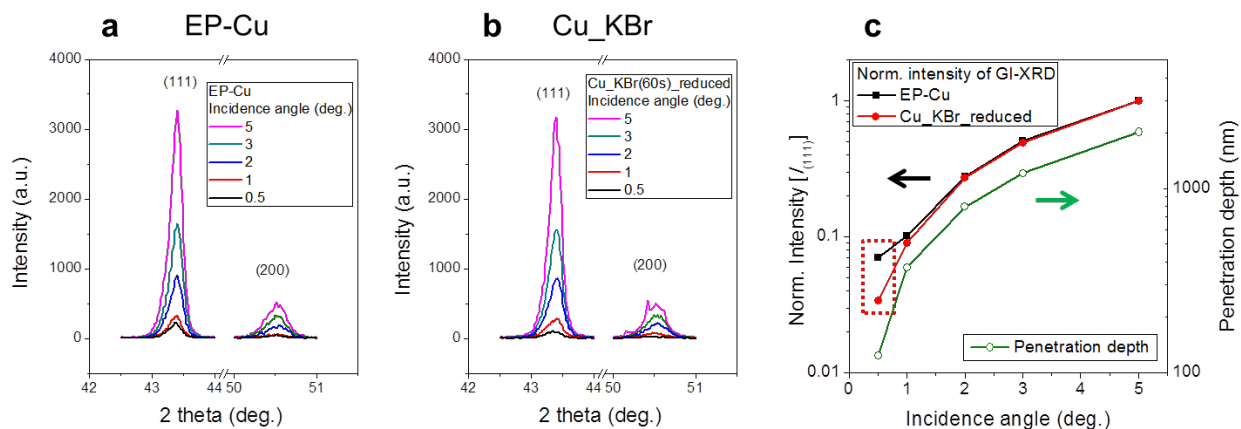 a EP-Cu
4000
3000
2000
1000
0
Intensity (a.u.)
(111)
(200)
EP-Cu
Incidence angle (deg.)
5
3
2
1
0.5
42 43 44 50 51
2 theta (deg.)
b Cu_KBr
4000
3000
2000
1000
0
Intensity (a.u.)
(111)
(200)
Cu_KBr(60s)_reduced
Incidence angle (deg.)
5
3
2
1
0.5
42 43 44 50 51
2 theta (deg.)
c
Norm. Intensity [I(111)]
1
0.1
0.01
Norm. intensity of GI-XRD
EP-Cu
Cu_KBr_reduced
Penetration depth
1000
100
Penetration depth (nm)
0 1 2 3 4 5
Incidence angle (deg.)